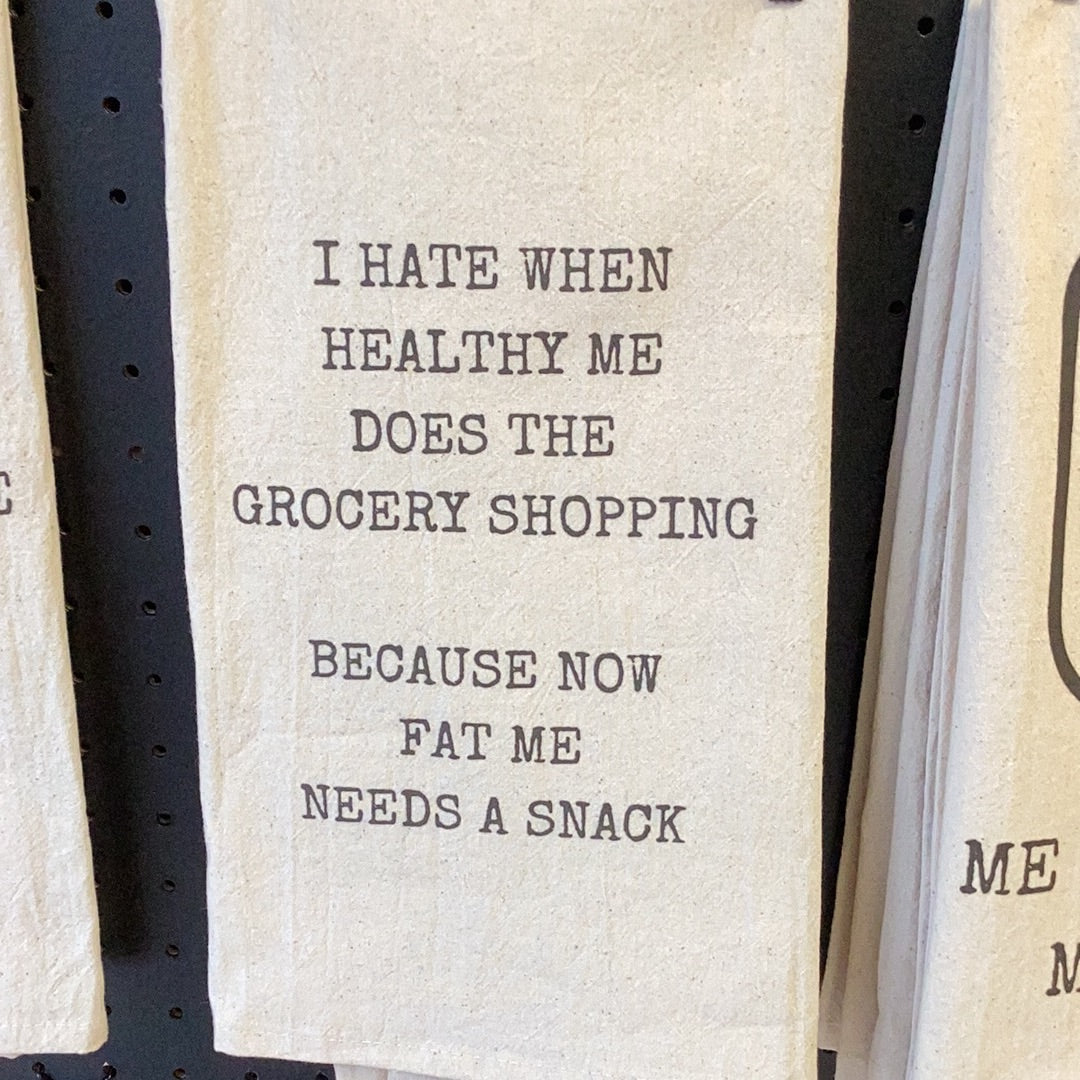 I HATE WHEN
HEALTHY ME
DOES THE
GROCERY SHOPPING
BECAUSE NOW
FAT ME
NEEDS A SNACK
ME